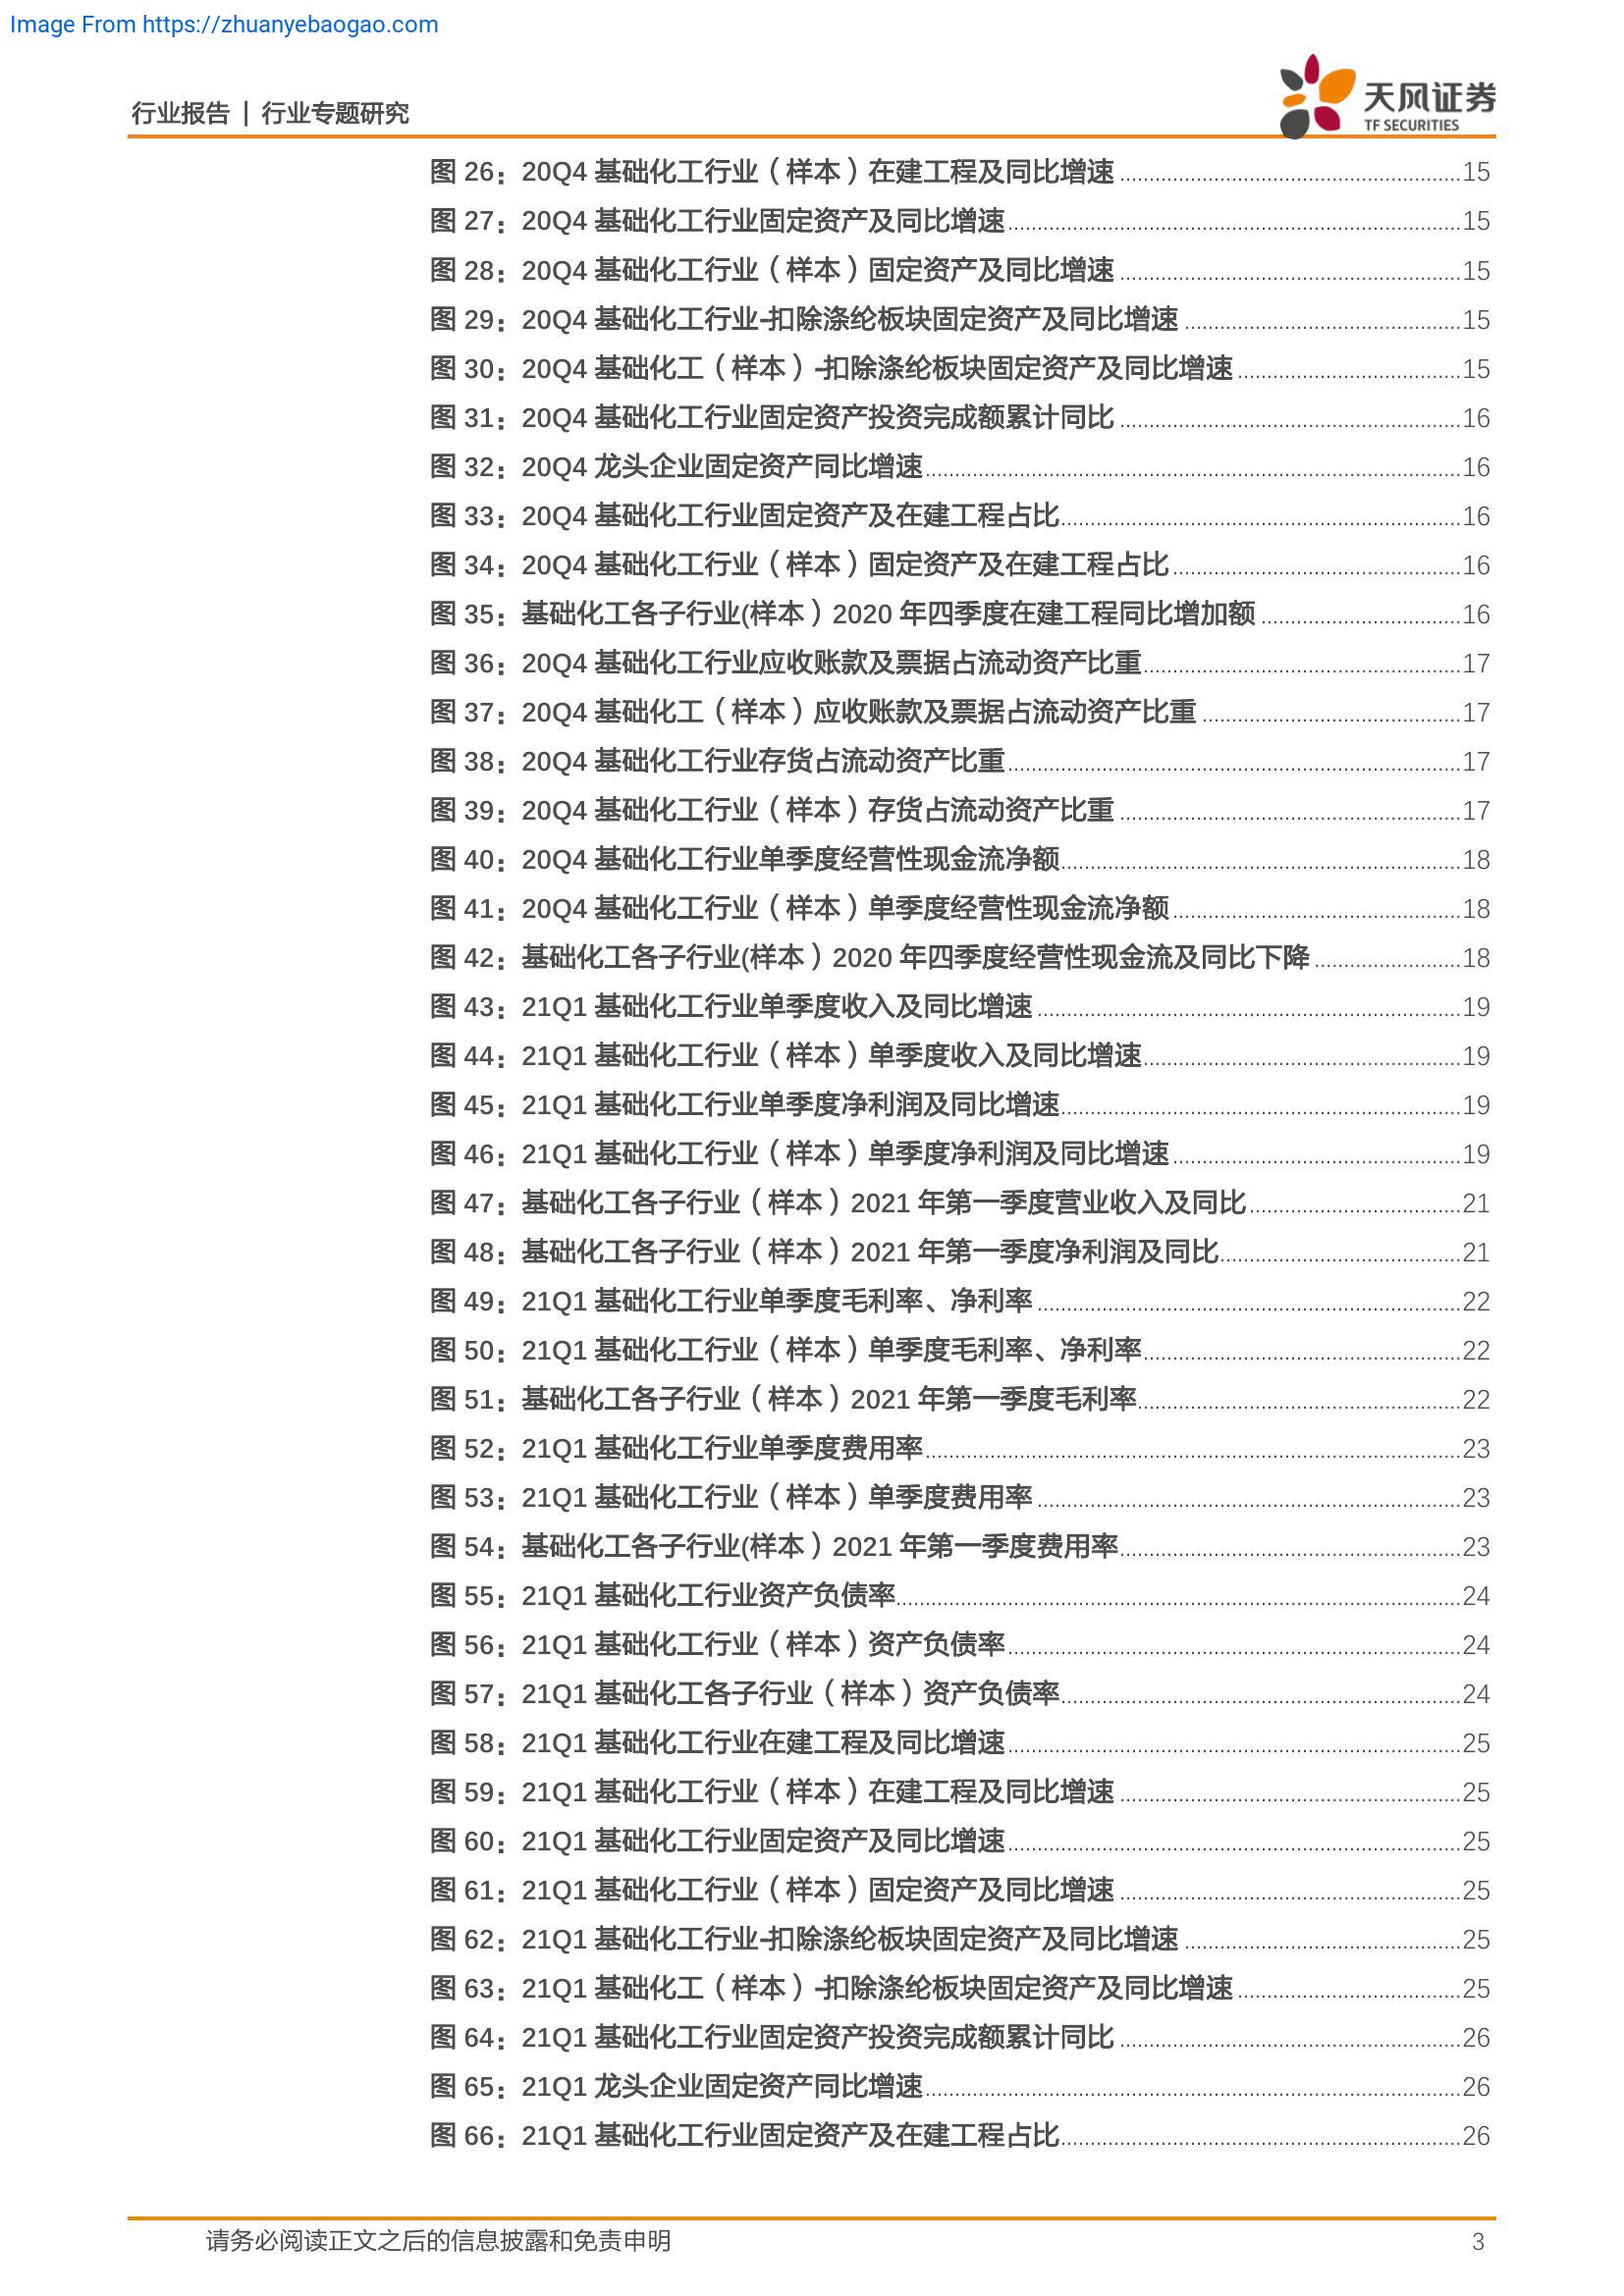 Image From https://zhuanyebaogao.com
行业报告 | 行业专题研究
天风证券
TF SECURITIES
图 26：20Q4 基础化工行业（样本）在建工程及同比增速 ........ 15
图 27：20Q4 基础化工行业固定资产及同比增速 ........ 15
图 28：20Q4 基础化工行业（样本）固定资产及同比增速 ........ 15
图 29：20Q4 基础化工行业-扣除涤纶板块固定资产及同比增速 ........ 15
图 30：20Q4 基础化工（样本）-扣除涤纶板块固定资产及同比增速 ........ 15
图 31：20Q4 基础化工行业固定资产投资完成额累计同比 ........ 16
图 32：20Q4 龙头企业固定资产同比增速 ........ 16
图 33：20Q4 基础化工行业固定资产及在建工程占比 ........ 16
图 34：20Q4 基础化工行业（样本）固定资产及在建工程占比 ........ 16
图 35：基础化工各子行业(样本）2020 年四季度在建工程同比增加额 ........ 16
图 36：20Q4 基础化工行业应收账款及票据占流动资产比重 ........ 17
图 37：20Q4 基础化工（样本）应收账款及票据占流动资产比重 ........ 17
图 38：20Q4 基础化工行业存货占流动资产比重 ........ 17
图 39：20Q4 基础化工行业（样本）存货占流动资产比重 ........ 17
图 40：20Q4 基础化工行业单季度经营性现金流净额 ........ 18
图 41：20Q4 基础化工行业（样本）单季度经营性现金流净额 ........ 18
图 42：基础化工各子行业(样本）2020 年四季度经营性现金流及同比下降 ........ 18
图 43：21Q1 基础化工行业单季度收入及同比增速 ........ 19
图 44：21Q1 基础化工行业（样本）单季度收入及同比增速 ........ 19
图 45：21Q1 基础化工行业单季度净利润及同比增速 ........ 19
图 46：21Q1 基础化工行业（样本）单季度净利润及同比增速 ........ 19
图 47：基础化工各子行业（样本）2021 年第一季度营业收入及同比 ........ 21
图 48：基础化工各子行业（样本）2021 年第一季度净利润及同比 ........ 21
图 49：21Q1 基础化工行业单季度毛利率、净利率 ........ 22
图 50：21Q1 基础化工行业（样本）单季度毛利率、净利率 ........ 22
图 51：基础化工各子行业（样本）2021 年第一季度毛利率 ........ 22
图 52：21Q1 基础化工行业单季度费用率 ........ 23
图 53：21Q1 基础化工行业（样本）单季度费用率 ........ 23
图 54：基础化工各子行业(样本）2021 年第一季度费用率 ........ 23
图 55：21Q1 基础化工行业资产负债率 ........ 24
图 56：21Q1 基础化工行业（样本）资产负债率 ........ 24
图 57：21Q1 基础化工各子行业（样本）资产负债率 ........ 24
图 58：21Q1 基础化工行业在建工程及同比增速 ........ 25
图 59：21Q1 基础化工行业（样本）在建工程及同比增速 ........ 25
图 60：21Q1 基础化工行业固定资产及同比增速 ........ 25
图 61：21Q1 基础化工行业（样本）固定资产及同比增速 ........ 25
图 62：21Q1 基础化工行业-扣除涤纶板块固定资产及同比增速 ........ 25
图 63：21Q1 基础化工（样本）-扣除涤纶板块固定资产及同比增速 ........ 25
图 64：21Q1 基础化工行业固定资产投资完成额累计同比 ........ 26
图 65：21Q1 龙头企业固定资产同比增速 ........ 26
图 66：21Q1 基础化工行业固定资产及在建工程占比 ........ 26
请务必阅读正文之后的信息披露和免责申明 3